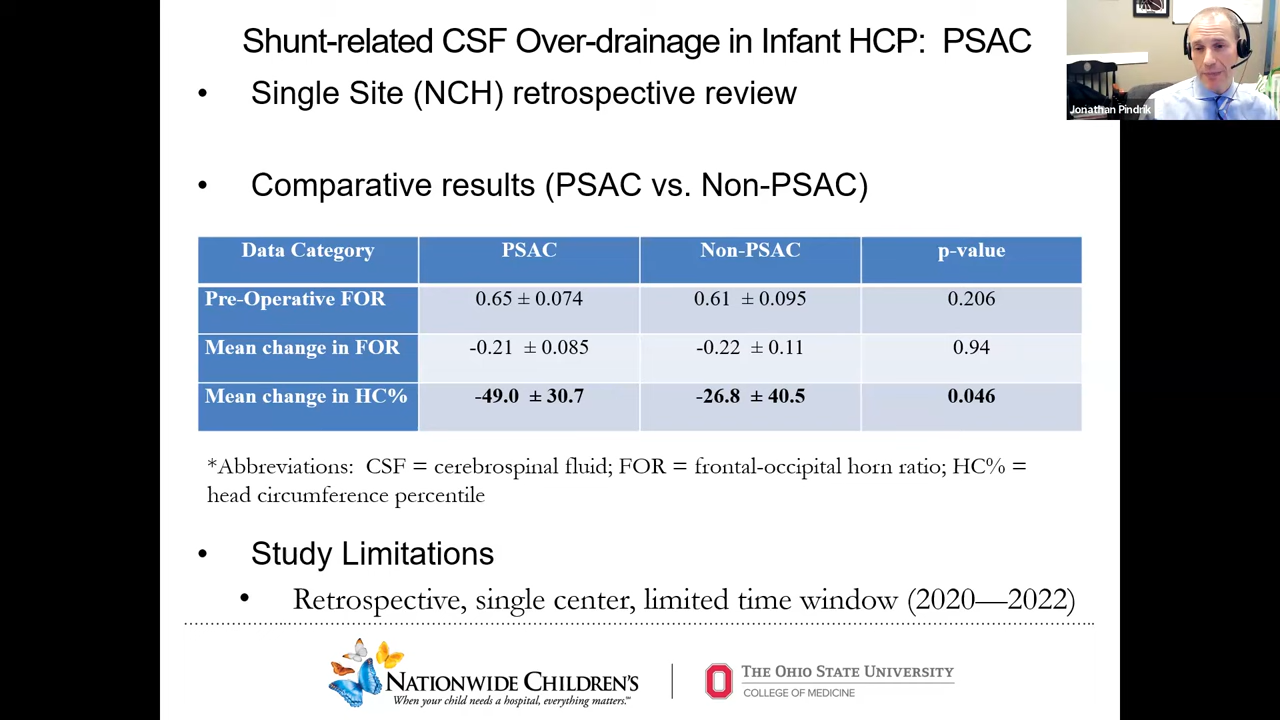 Shunt-related CSF Over-drainage in Infant HCP: PSAC
Jonathan Pindrik
• Single Site (NCH) retrospective review
• Comparative results (PSAC vs. Non-PSAC)
Data Category PSAC Non-PSAC p-value
Pre-Operative FOR 0.65 ± 0.074 0.61 ± 0.095 0.206
Mean change in FOR -0.21 ± 0.085 -0.22 ± 0.11 0.94
Mean change in HC% -49.0 ± 30.7 -26.8 ± 40.5 0.046
*Abbreviations: CSF = cerebrospinal fluid; FOR = frontal-occipital horn ratio; HC% =
head circumference percentile
• Study Limitations
• Retrospective, single center, limited time window (2020—2022)
NATIONWIDE CHILDREN'S
When your child needs a hospital, everything matters.℠
THE OHIO STATE UNIVERSITY
COLLEGE OF MEDICINE